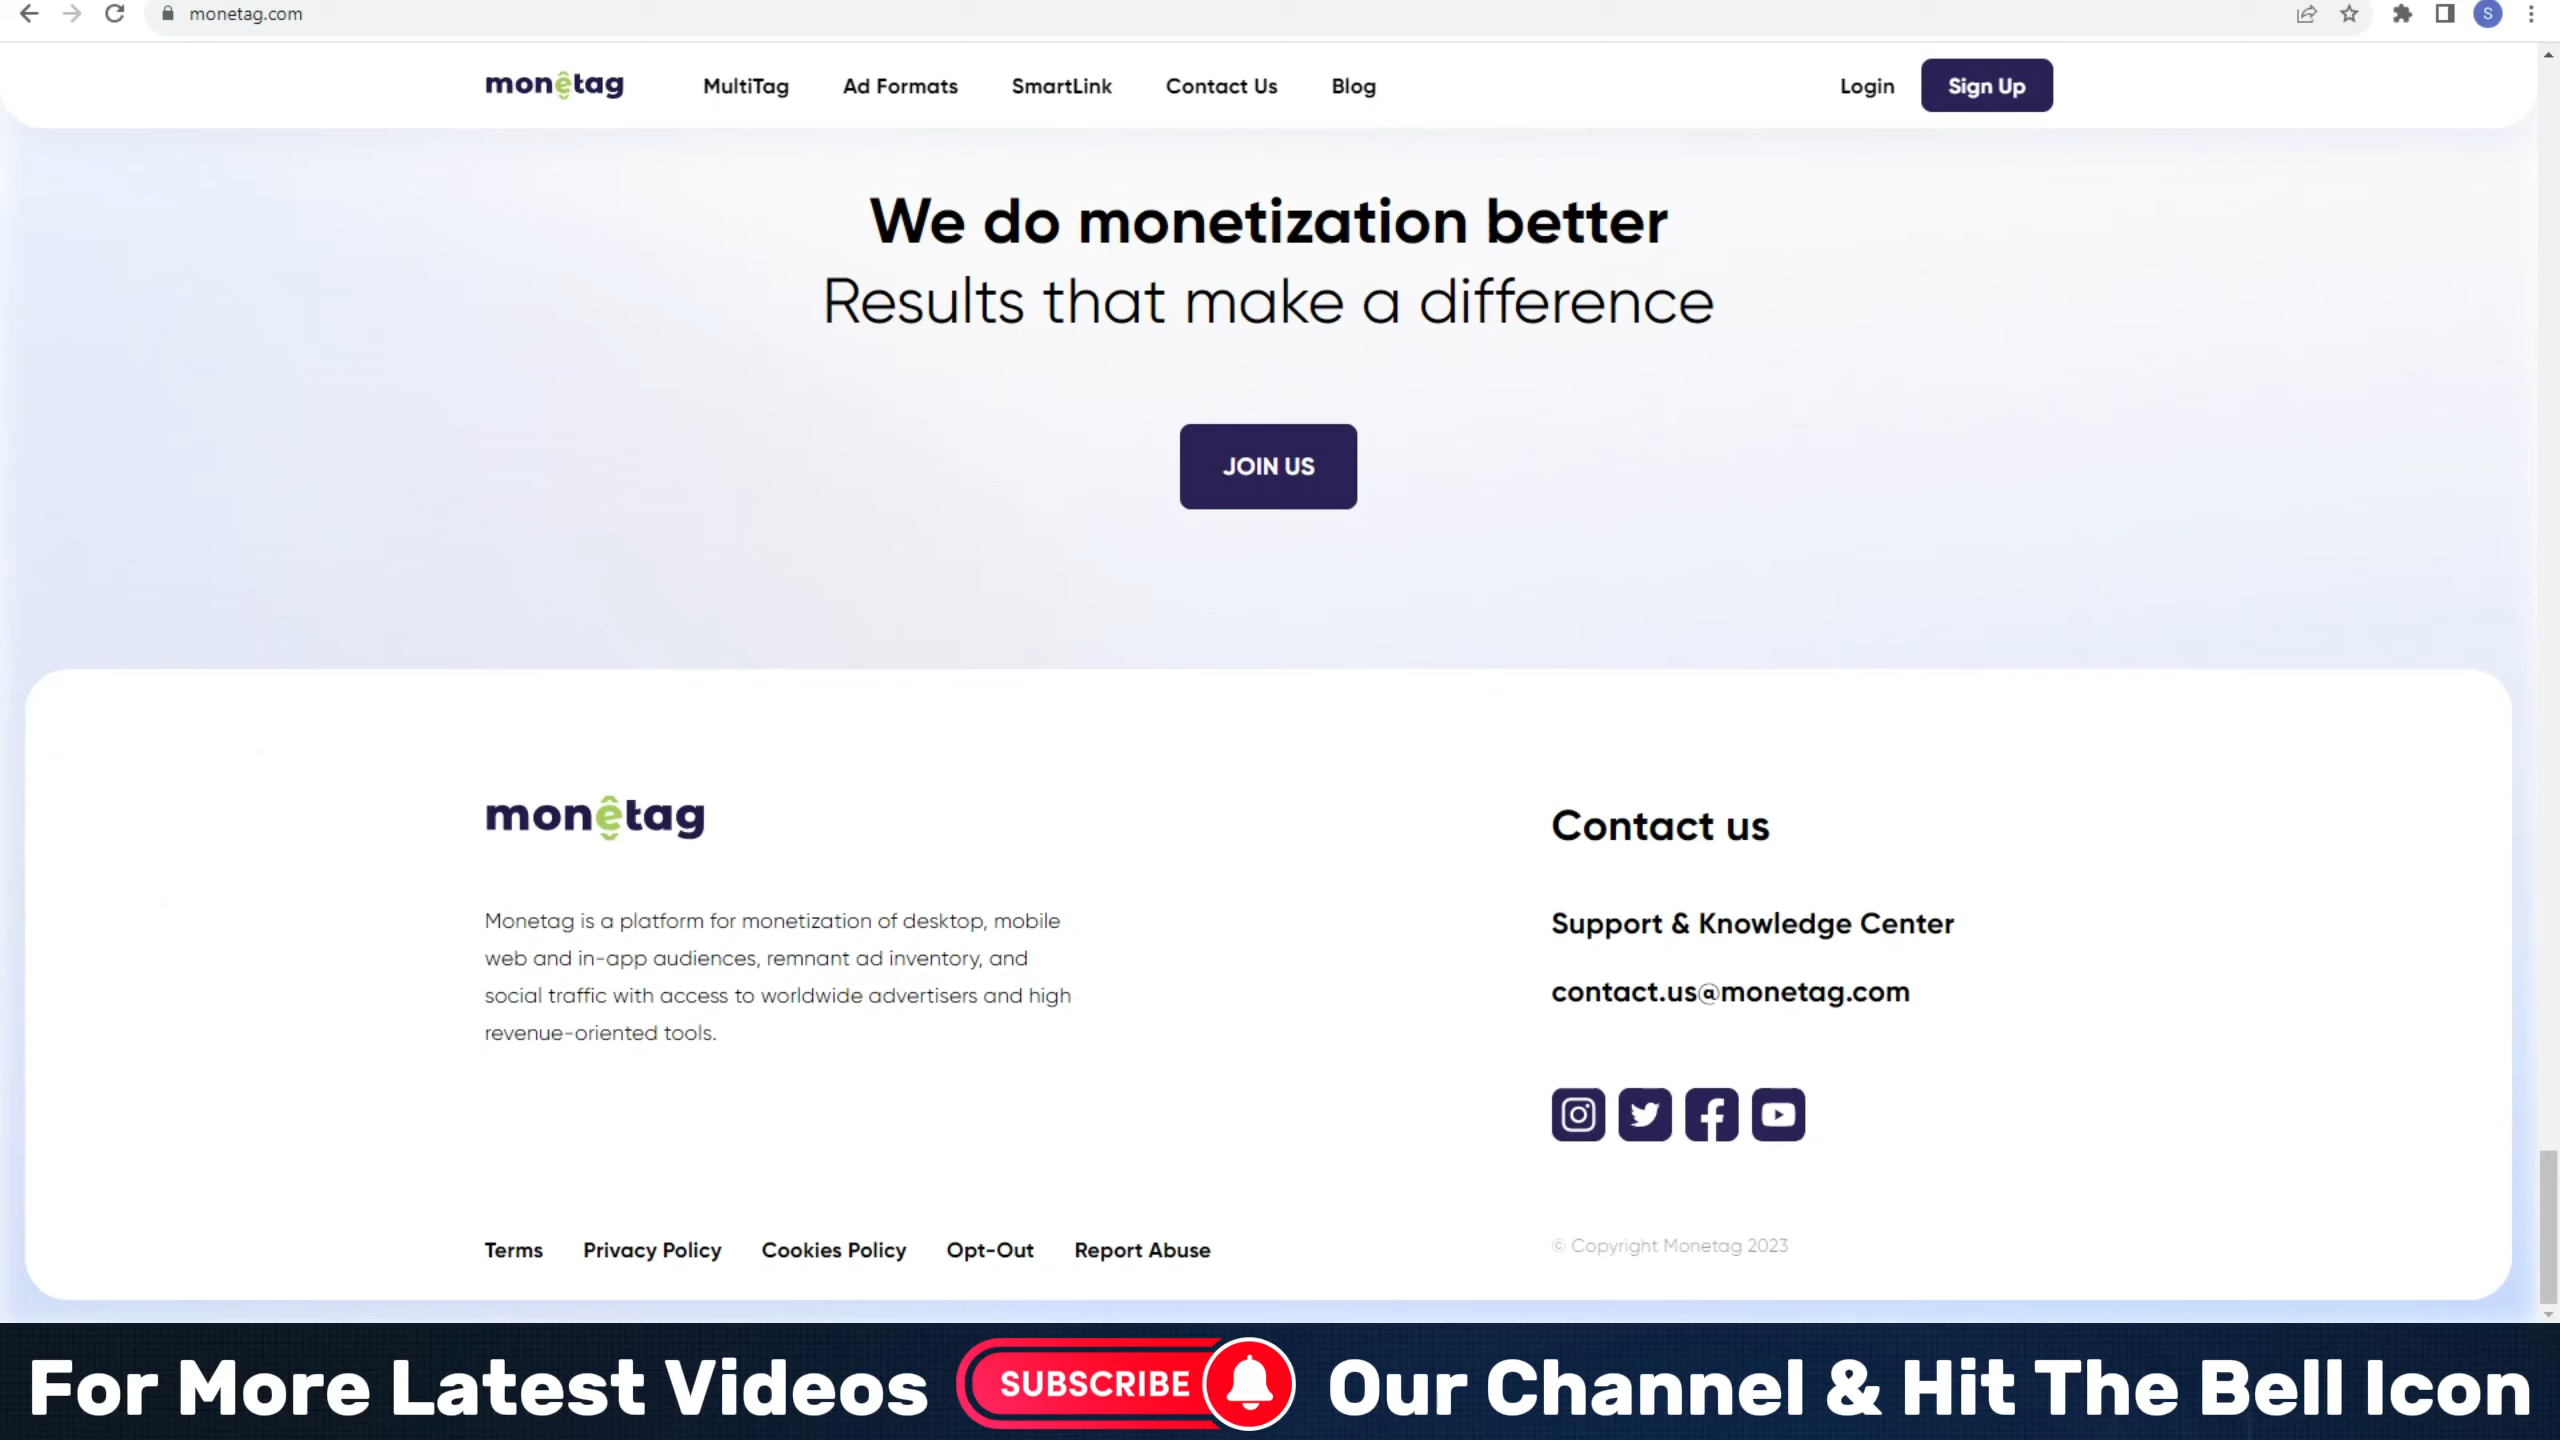 monetag.com
S
monetag
MultiTag
Ad Formats
SmartLink
Contact Us
Blog
Login
Sign Up
We do monetization better
Results that make a difference
JOIN US
monetag
Monetag is a platform for monetization of desktop, mobile
web and in-app audiences, remnant ad inventory, and
social traffic with access to worldwide advertisers and high
revenue-oriented tools.
Contact us
Support & Knowledge Center
contact.us@monetag.com
Terms
Privacy Policy
Cookies Policy
Opt-Out
Report Abuse
© Copyright Monetag 2023
For More Latest Videos SUBSCRIBE Our Channel & Hit The Bell Icon